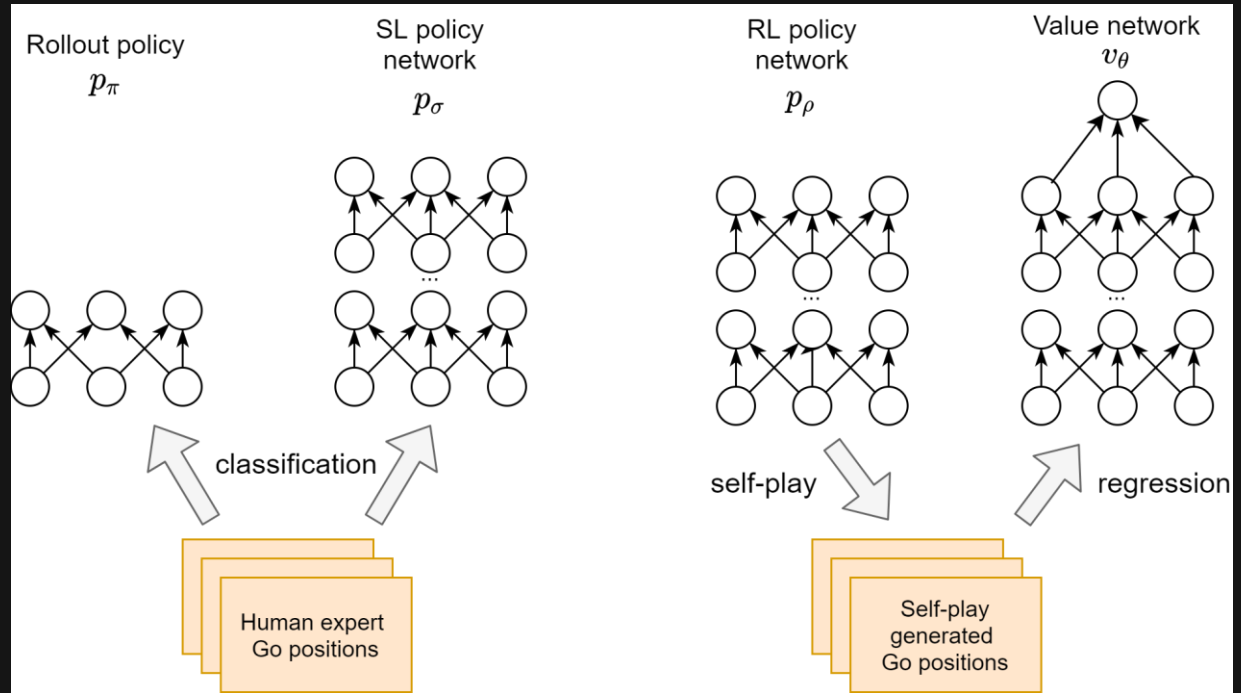 Rollout policy
pπ
SL policy
network
pσ
RL policy
network
pρ
Value network
vθ
...
...
...
classification
self-play
regression
Human expert
Go positions
Self-play
generated
Go positions